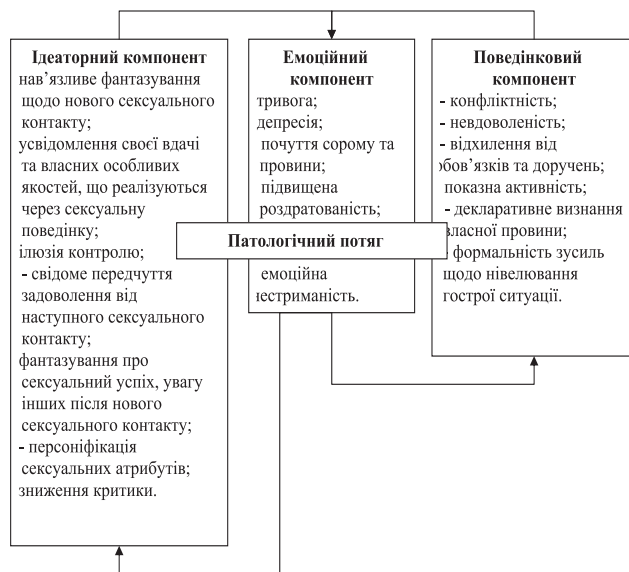 Ідеаторний компонент
нав’язливе фантазування
щодо нового сексуального
контакту;
усвідомлення своєї вдачі
та власних особливих
якостей, що реалізуються
через сексуальну
поведінку;
ілюзія контролю;
- свідоме передчуття
задоволення від
наступного сексуального
контакту;
фантазування про
сексуальний успіх, увагу
інших після нового
сексуального контакту;
- персоніфікація
сексуальних атрибутів;
зниження критики.
Емоційний
компонент
тривога;
депресія;
почуття сорому та
провини;
підвищена
роздратованість;
Патологічний потяг
емоційна
нестриманість.
Поведінковий
компонент
- конфліктність;
- невдоволеність;
- відхилення від
обов’язків та доручень;
показна активність;
- декларативне визнання
власної провини;
- формальність зусиль
щодо нівелювання
гострої ситуації.